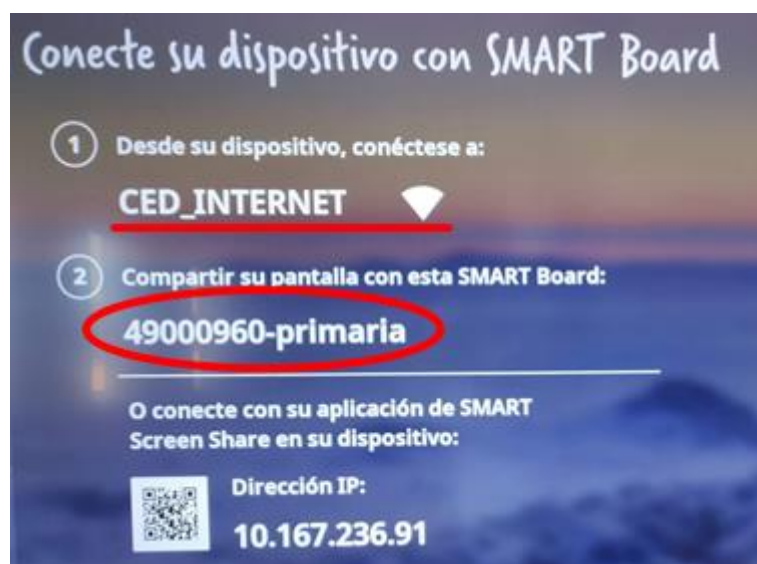 Conecte su dispositivo con SMART Board
1 Desde su dispositivo, conéctese a:
CED_INTERNET
2 Compartir su pantalla con esta SMART Board:
49000960-primaria
O conecte con su aplicación de SMART
Screen Share en su dispositivo:
Dirección IP:
10.167.236.91